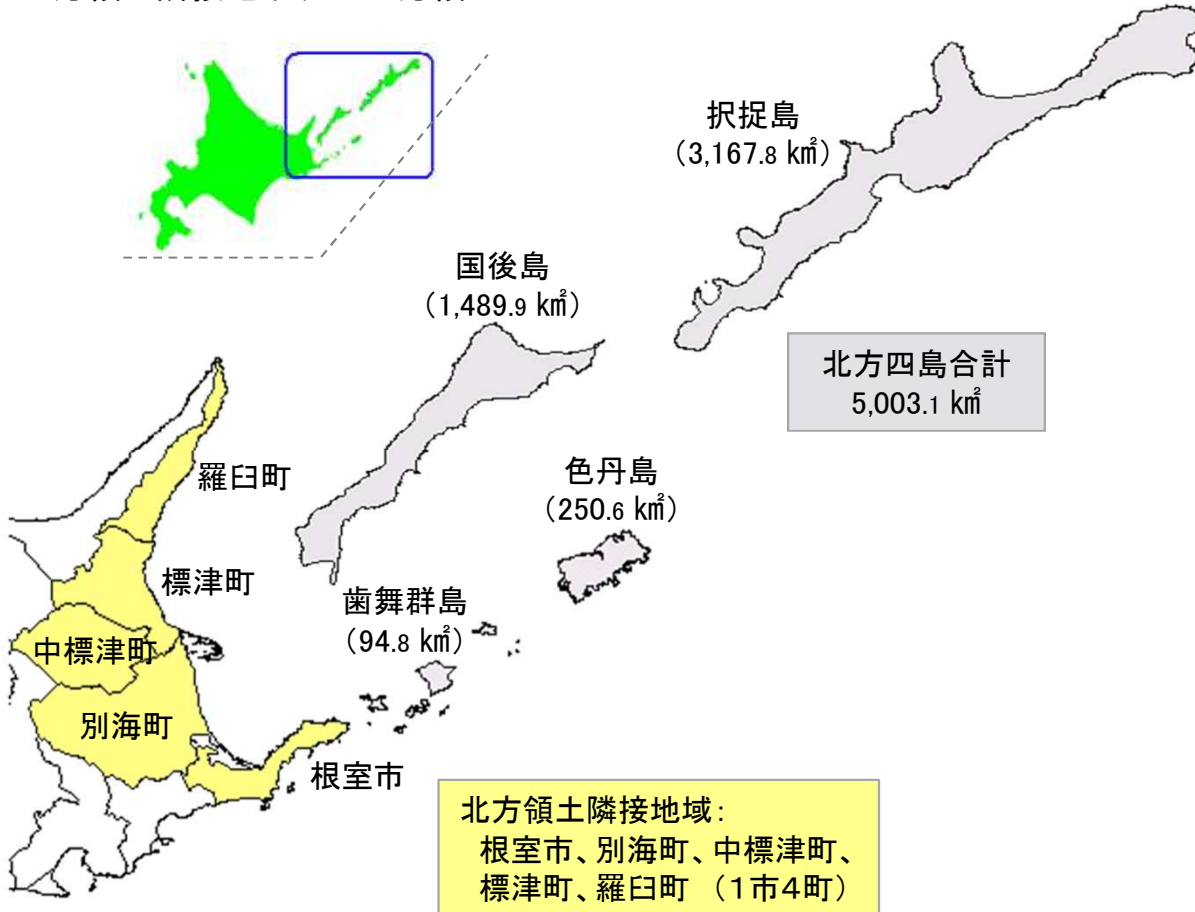 択捉島
（3,167.8 ㎢）
国後島
（1,489.9 ㎢）
北方四島合計
5,003.1 ㎢
色丹島
（250.6 ㎢）
羅臼町
標津町
歯舞群島
（94.8 ㎢）
中標津町
別海町
根室市
北方領土隣接地域：
根室市、別海町、中標津町、
標津町、羅臼町 （1市4町）